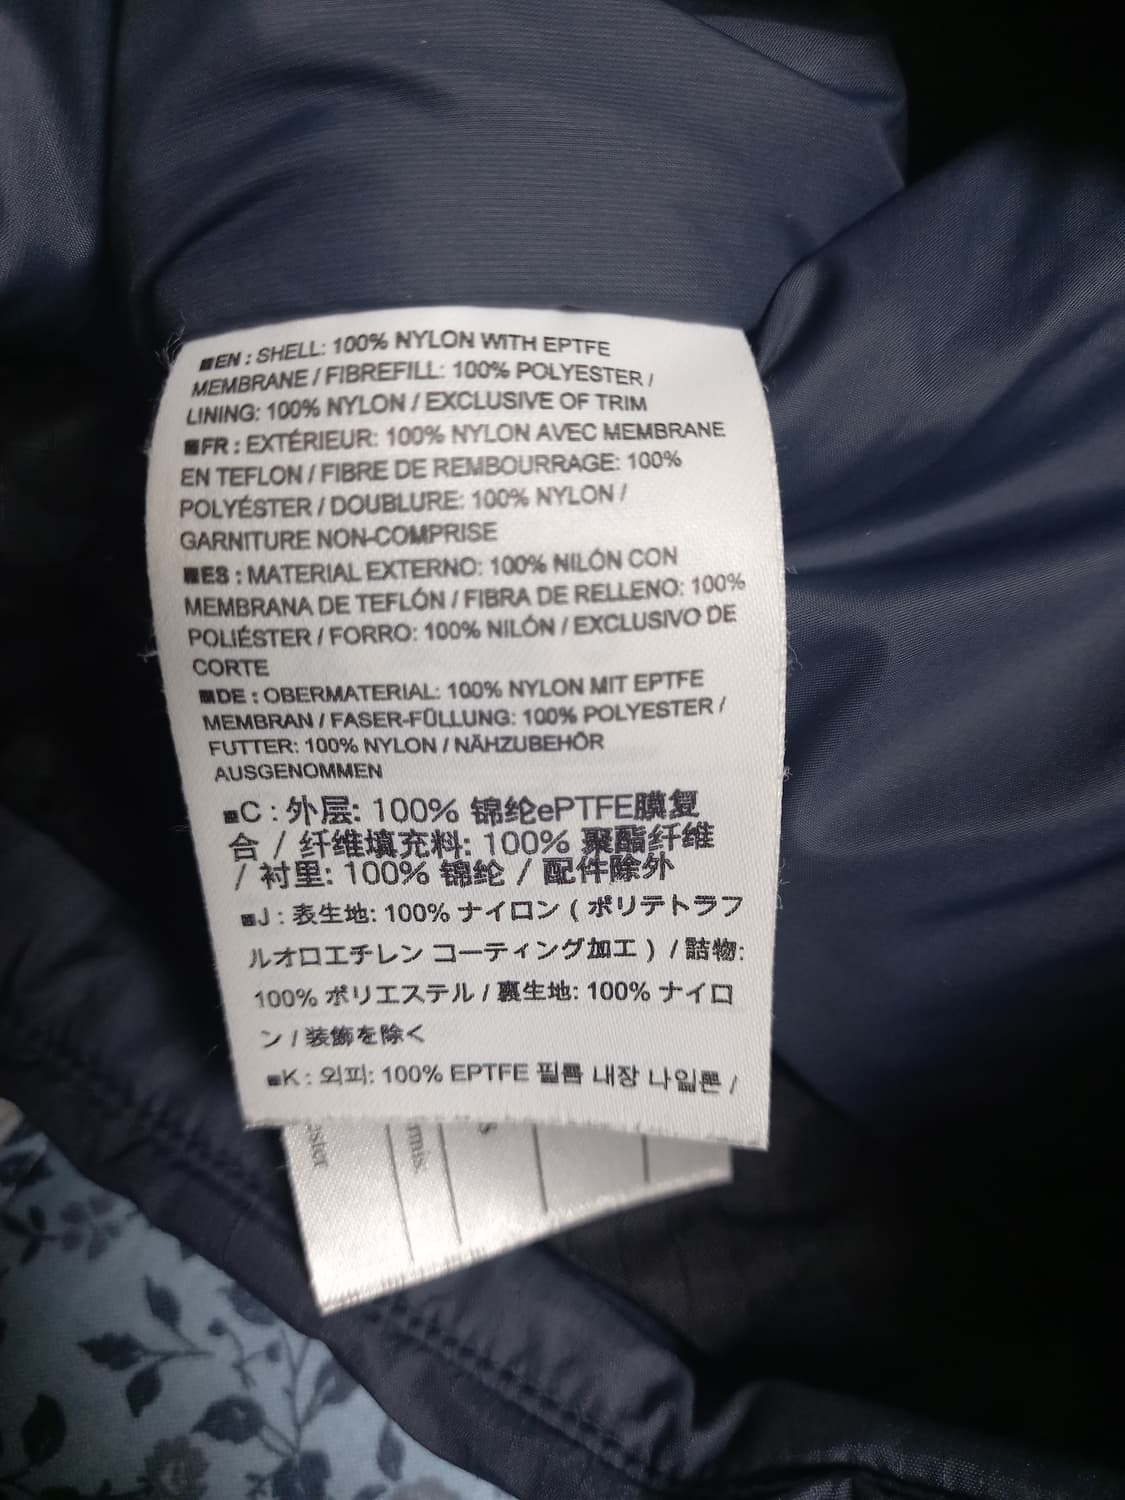 ■EN : SHELL: 100% NYLON WITH EPTFE
MEMBRANE / FIBREFILL: 100% POLYESTER /
LINING: 100% NYLON / EXCLUSIVE OF TRIM
■FR : EXTÉRIEUR: 100% NYLON AVEC MEMBRANE
EN TEFLON / FIBRE DE REMBOURRAGE: 100%
POLYÉSTER / DOUBLURE: 100% NYLON /
GARNITURE NON-COMPRISE
■ES : MATERIAL EXTERNO: 100% NILÓN CON
MEMBRANA DE TEFLÓN / FIBRA DE RELLENO: 100%
POLIÉSTER / FORRO: 100% NILÓN / EXCLUSIVO DE
CORTE
■DE : OBERMATERIAL: 100% NYLON MIT EPTFE
MEMBRAN / FASER-FÜLLUNG: 100% POLYESTER /
FUTTER: 100% NYLON / NÄHZUBEHÖR
AUSGENOMMEN
■C : 外层: 100% 锦纶ePTFE膜复
合 / 纤维填充料: 100% 聚酯纤维
/ 衬里: 100% 锦纶 / 配件除外
■J : 表生地: 100% ナイロン ( ポリテトラフ
ルオロエチレン コーティング加工 ) / 詰物:
100% ポリエステル / 裏生地: 100% ナイロ
ン / 装飾を除く
■K : 외피: 100% EPTFE 필름 내장 나일론 /